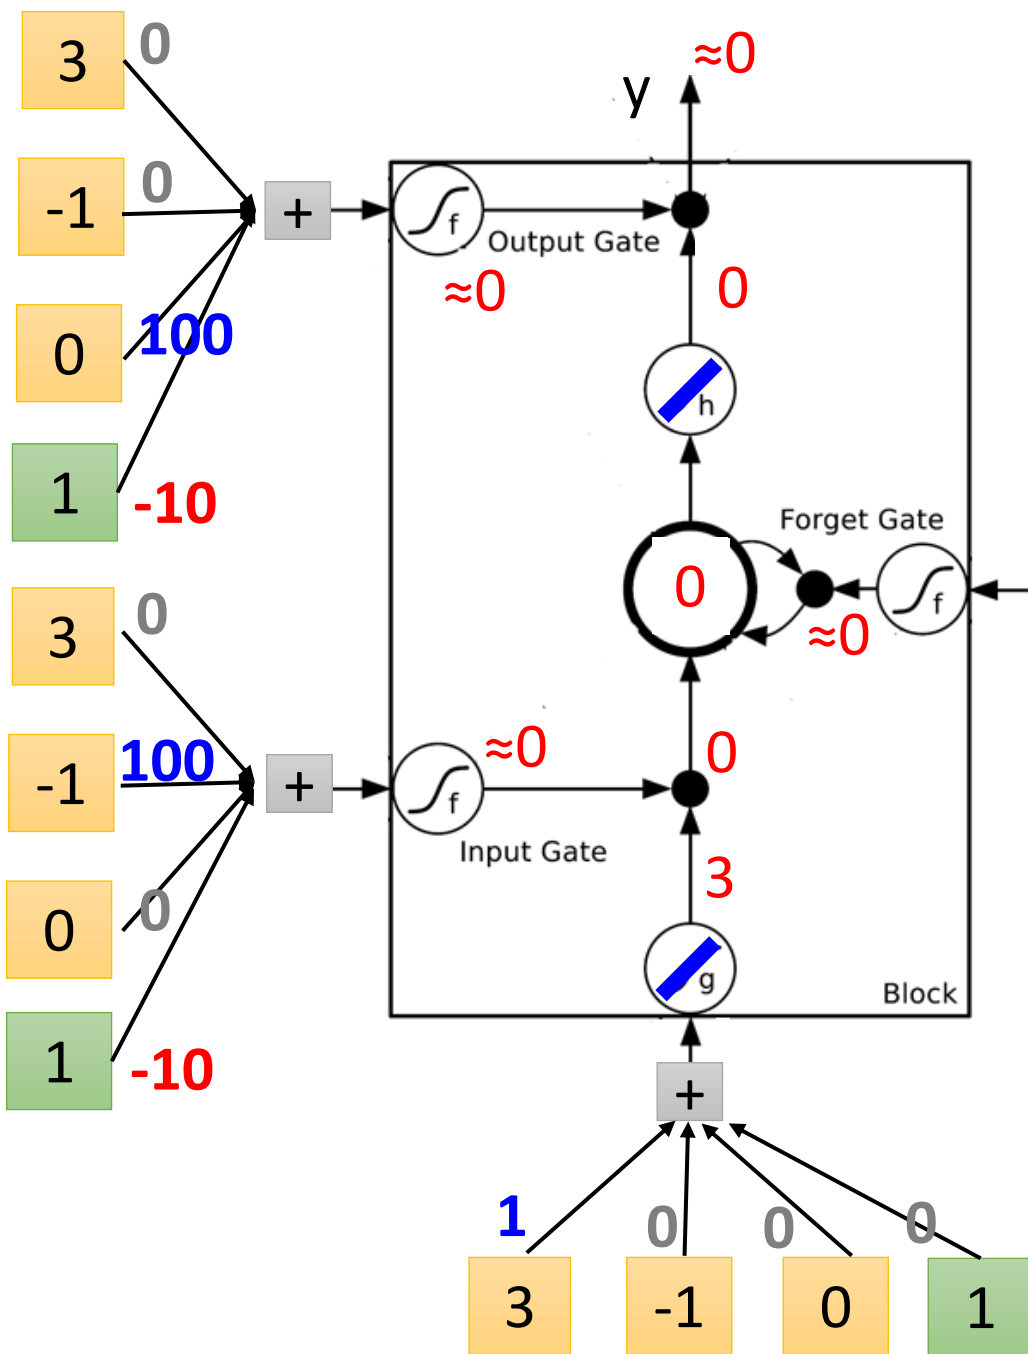 3 0
-1 0
0 100
1 -10
+
≈0
y
f
Output Gate
≈0
0
h
Forget Gate
0
f
≈0
3 0
-1 100
0 0
1 -10
+
f
≈0
0
Input Gate
3
g
Block
+
1 0 0 0
3 -1 0 1